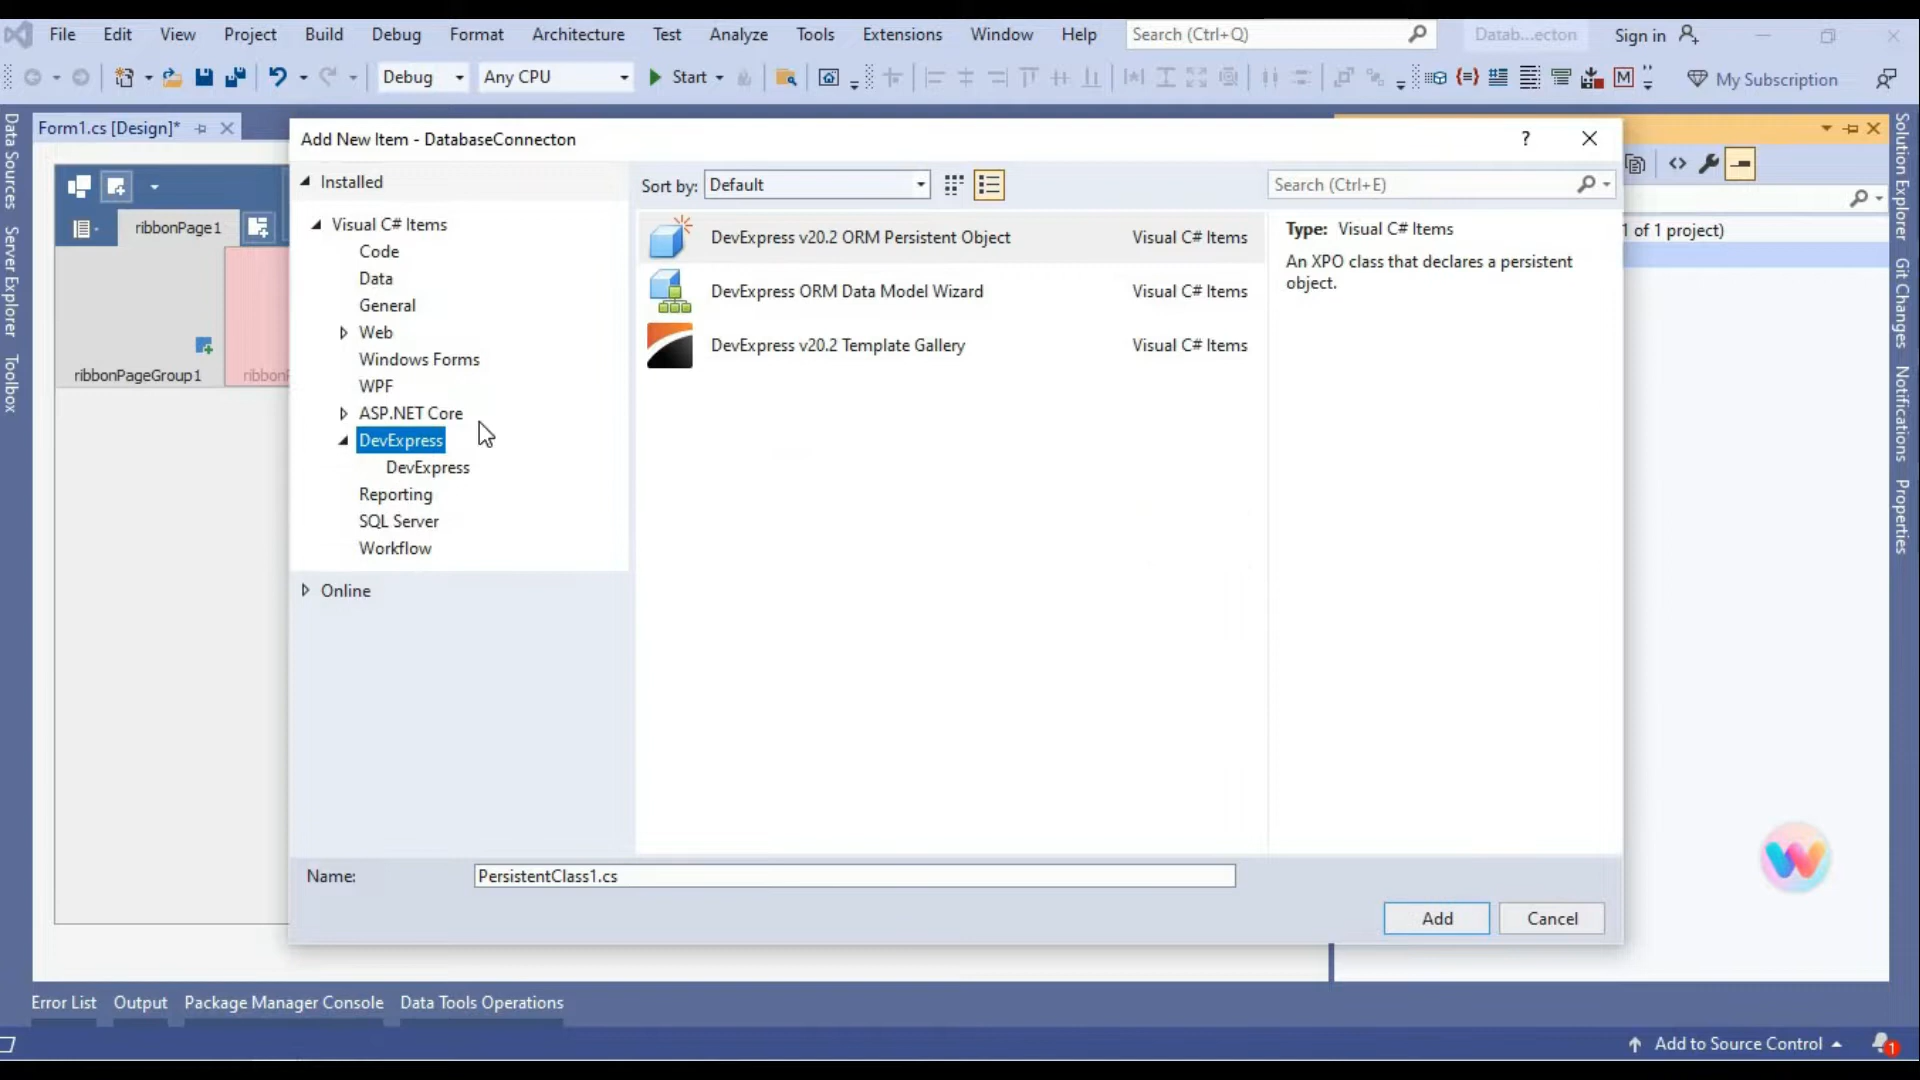 File Edit View Project Build Debug Format Architecture Test Analyze Tools Extensions Window Help Search (Ctrl+Q) Datab...ecton Sign in
Debug Any CPU Start My Subscription
Form1.cs [Design]*
Data Sources
Server Explorer
Toolbox
ribbonPage1
ribbonPageGroup1
Add New Item - DatabaseConnecton ?
Installed
Visual C# Items
Code
Data
General
Web
Windows Forms
WPF
ASP.NET Core
DevExpress
DevExpress
Reporting
SQL Server
Workflow
Online
Sort by: Default
Search (Ctrl+E)
DevExpress v20.2 ORM Persistent Object Visual C# Items
DevExpress ORM Data Model Wizard Visual C# Items
DevExpress v20.2 Template Gallery Visual C# Items
Type: Visual C# Items
An XPO class that declares a persistent
object.
Name: PersistentClass1.cs
Add Cancel
1 of 1 project)
Solution Explorer
Git Changes
Notifications
Properties
Error List Output Package Manager Console Data Tools Operations
Add to Source Control 1